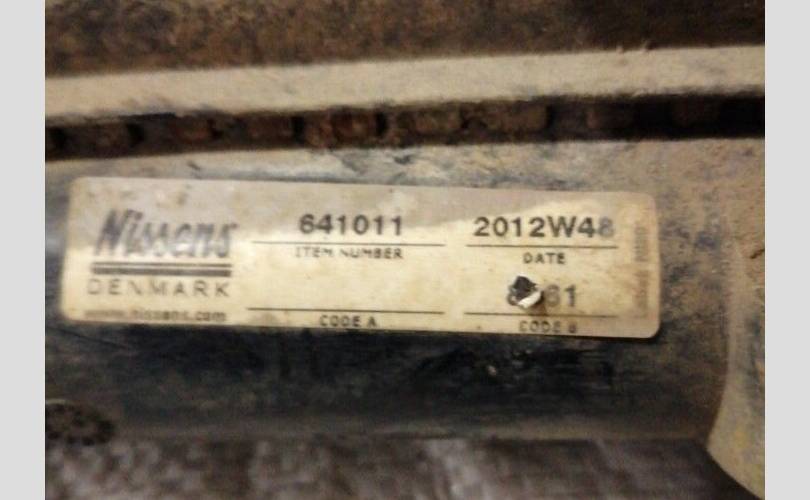 Nissens
DENMARK
www.nissens.com
641011
ITEM NUMBER
2012W48
DATE
CODE A
CODE B